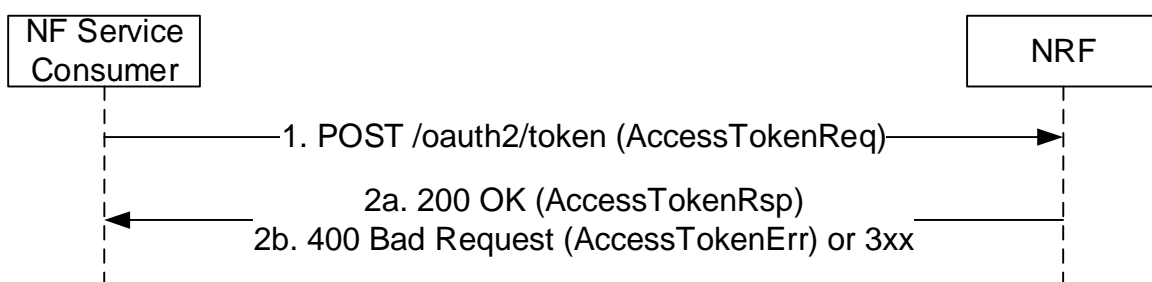 NF Service
Consumer
NRF
1. POST /oauth2/token (AccessTokenReq)
2a. 200 OK (AccessTokenRsp)
2b. 400 Bad Request (AccessTokenErr) or 3xx